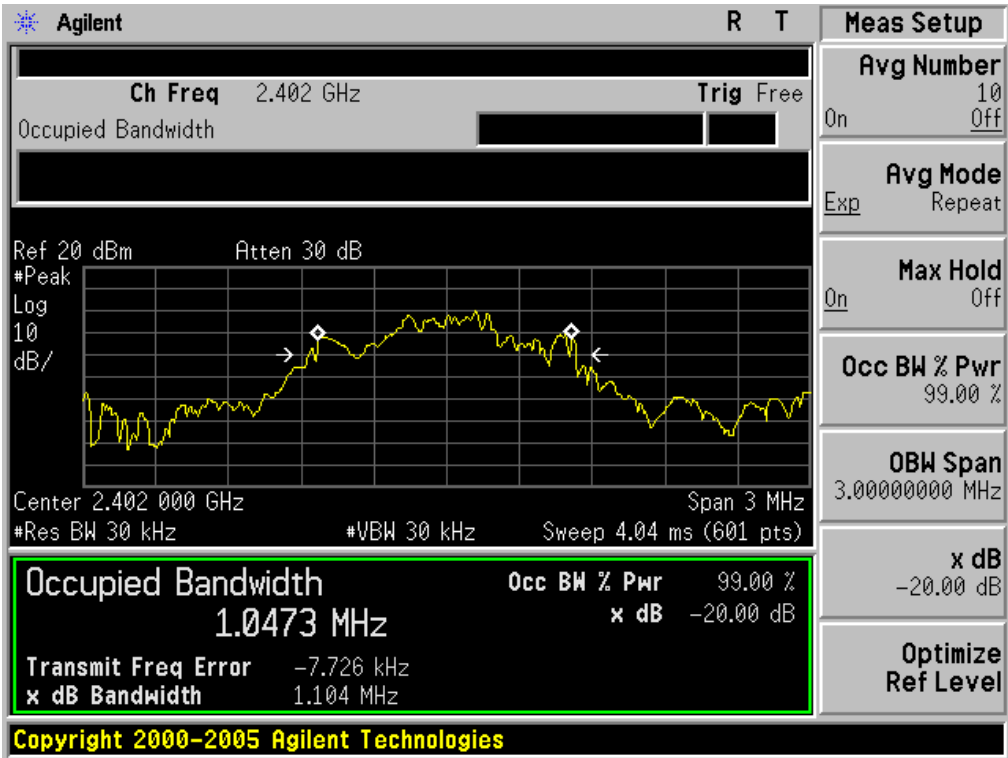 Agilent R T
Meas Setup
Ch Freq 2.402 GHz Trig Free
Occupied Bandwidth
Avg Number
10
On Off
Avg Mode
Exp Repeat
Max Hold
On Off
Occ BW % Pwr
99.00 %
OBW Span
3.00000000 MHz
x dB
-20.00 dB
Optimize
Ref Level
Ref 20 dBm Atten 30 dB
#Peak
Log
10
dB/
Center 2.402 000 GHz Span 3 MHz
#Res BW 30 kHz #VBW 30 kHz Sweep 4.04 ms (601 pts)
Occupied Bandwidth Occ BW % Pwr 99.00 %
1.0473 MHz x dB -20.00 dB
Transmit Freq Error -7.726 kHz
x dB Bandwidth 1.104 MHz
Copyright 2000-2005 Agilent Technologies